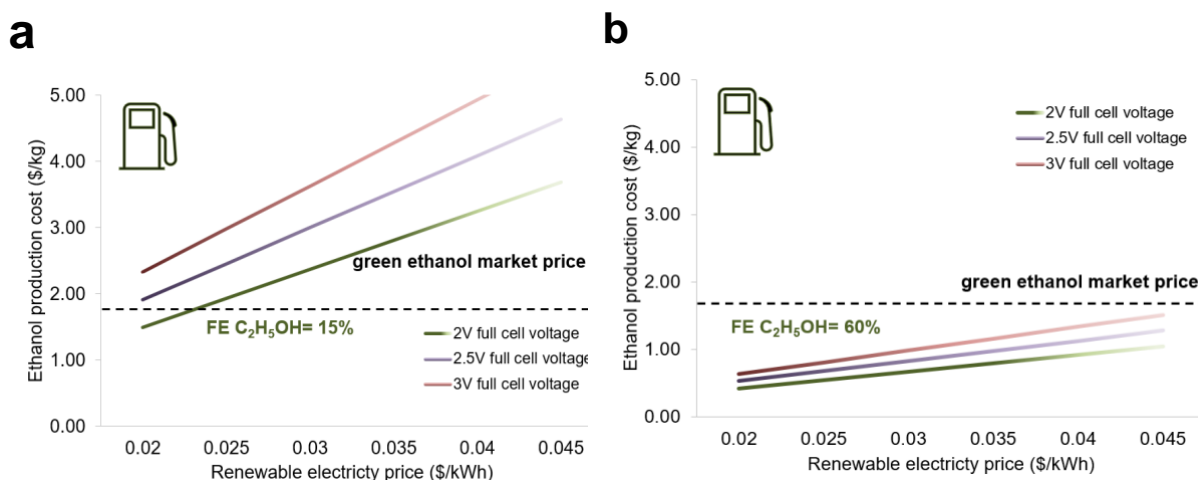 a
Ethanol production cost ($/kg)
5.00
4.00
3.00
2.00
1.00
0.00
green ethanol market price
FE C₂H₅OH= 15%
2V full cell voltage
2.5V full cell voltage
3V full cell voltage
0.02 0.025 0.03 0.035 0.04 0.045
Renewable electricty price ($/kWh)
b
Ethanol production cost ($/kg)
5.00
4.00
3.00
2.00
1.00
0.00
2V full cell voltage
2.5V full cell voltage
3V full cell voltage
green ethanol market price
FE C₂H₅OH= 60%
0.02 0.025 0.03 0.035 0.04 0.045
Renewable electricty price ($/kWh)